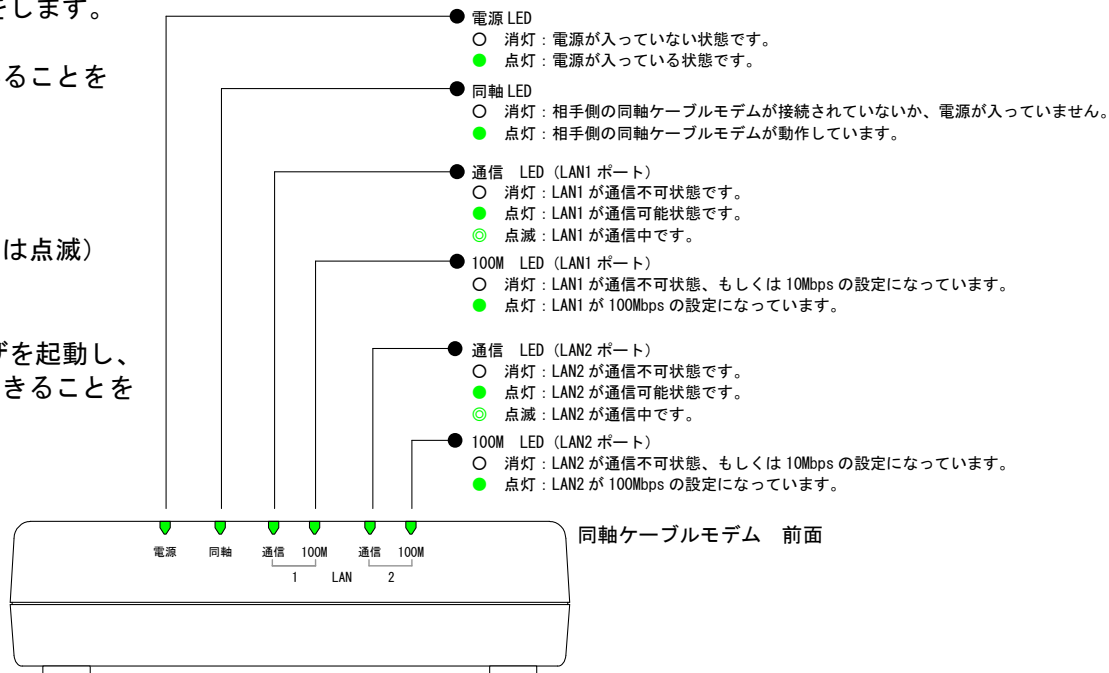 をします。
ることを
は点滅）
ザを起動し、
きることを
電源 LED
○ 消灯：電源が入っていない状態です。
● 点灯：電源が入っている状態です。
同軸 LED
○ 消灯：相手側の同軸ケーブルモデムが接続されていないか、電源が入っていません。
● 点灯：相手側の同軸ケーブルモデムが動作しています。
通信　LED（LAN1 ポート）
○ 消灯：LAN1 が通信不可状態です。
● 点灯：LAN1 が通信可能状態です。
◎ 点滅：LAN1 が通信中です。
100M　LED（LAN1 ポート）
○ 消灯：LAN1 が通信不可状態、もしくは 10Mbps の設定になっています。
● 点灯：LAN1 が 100Mbps の設定になっています。
通信　LED（LAN2 ポート）
○ 消灯：LAN2 が通信不可状態です。
● 点灯：LAN2 が通信可能状態です。
◎ 点滅：LAN2 が通信中です。
100M　LED（LAN2 ポート）
○ 消灯：LAN2 が通信不可状態、もしくは 10Mbps の設定になっています。
● 点灯：LAN2 が 100Mbps の設定になっています。
同軸ケーブルモデム　前面
電源 同軸 通信 100M 通信 100M
1 LAN 2